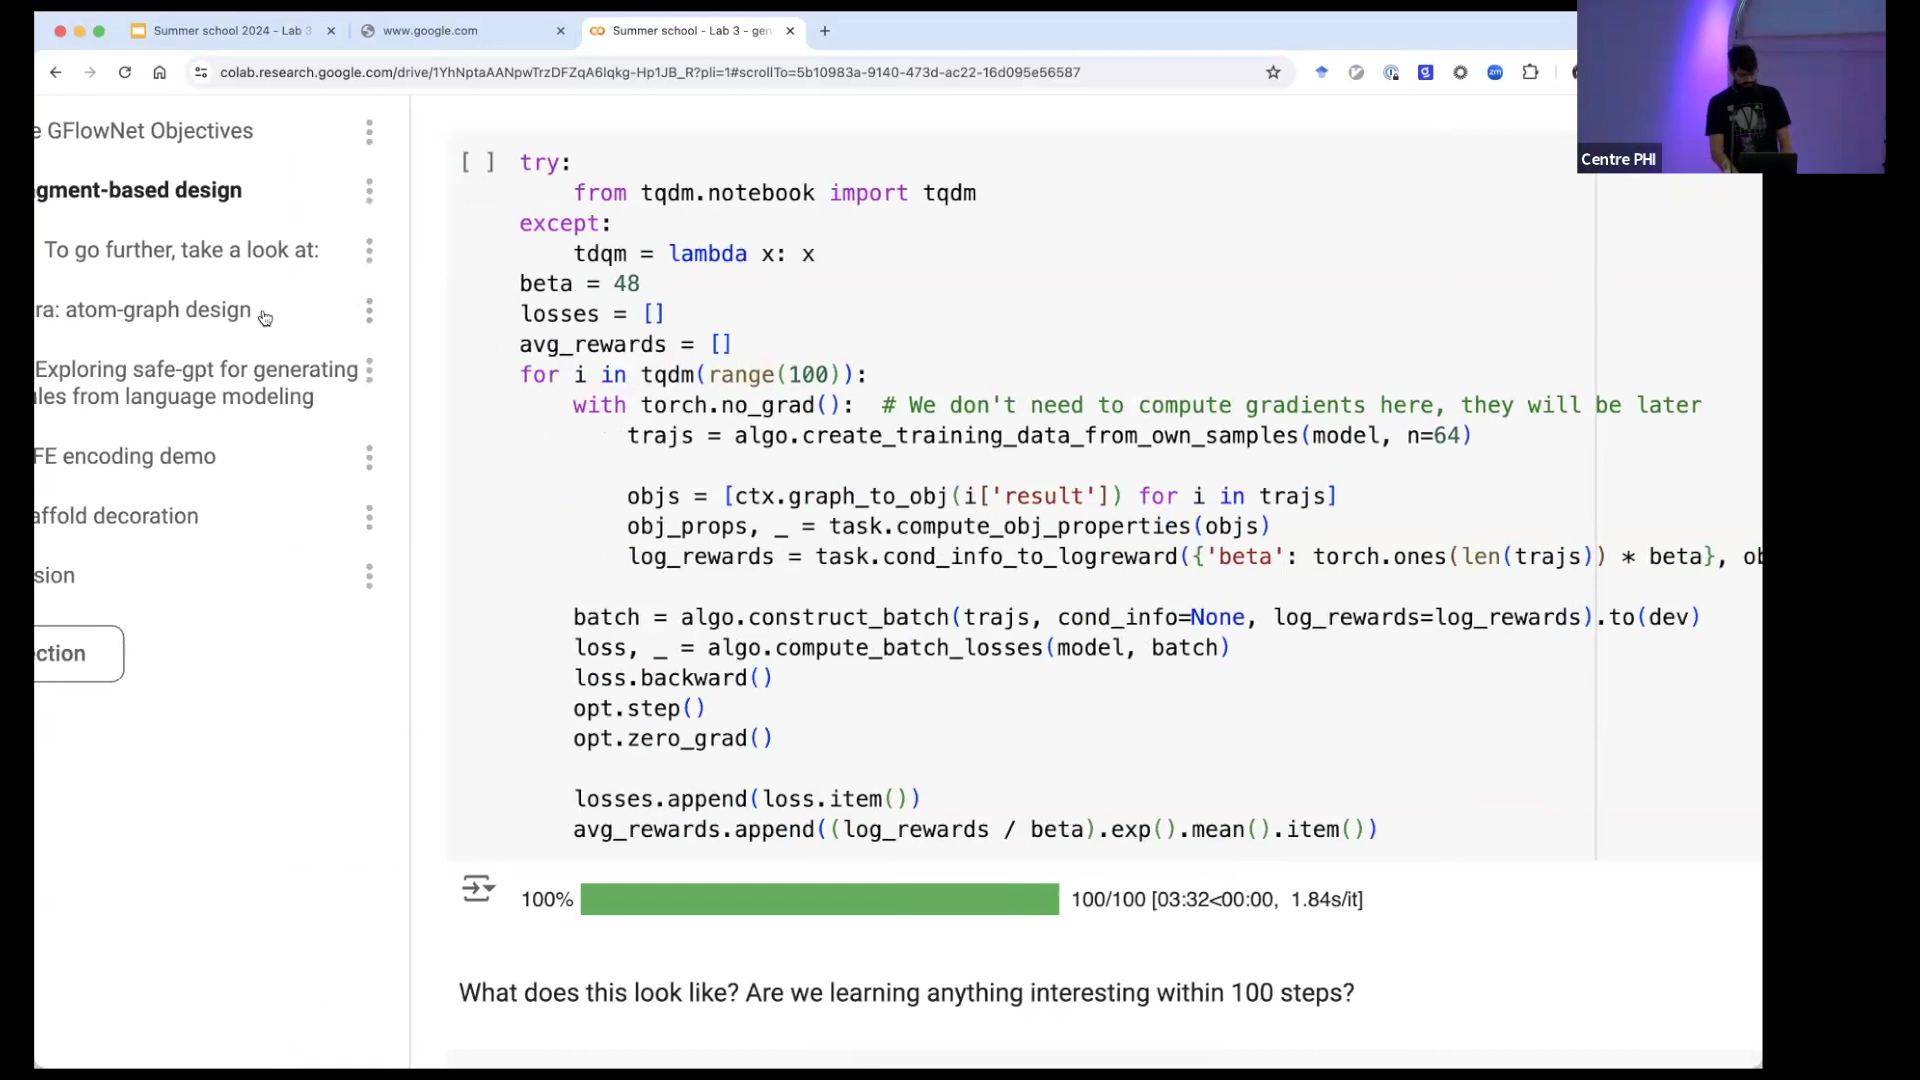 Summer school 2024 - Lab 3
www.google.com
Summer school - Lab 3 - gen
colab.research.google.com/drive/1YhNptaAANpwTrzDFZqA6lqkg-Hp1JB_R?pli=1#scrollTo=5b10983a-9140-473d-ac22-16d095e56587
zm
Centre PHI
e GFlowNet Objectives
gment-based design
To go further, take a look at:
ra: atom-graph design
Exploring safe-gpt for generating
les from language modeling
FE encoding demo
affold decoration
sion
ction
[ ] try:
from tqdm.notebook import tqdm
except:
tdqm = lambda x: x
beta = 48
losses = []
avg_rewards = []
for i in tqdm(range(100)):
with torch.no_grad():  # We don't need to compute gradients here, they will be later
trajs = algo.create_training_data_from_own_samples(model, n=64)
objs = [ctx.graph_to_obj(i['result']) for i in trajs]
obj_props, _ = task.compute_obj_properties(objs)
log_rewards = task.cond_info_to_logreward({'beta': torch.ones(len(trajs)) * beta}, ob
batch = algo.construct_batch(trajs, cond_info=None, log_rewards=log_rewards).to(dev)
loss, _ = algo.compute_batch_losses(model, batch)
loss.backward()
opt.step()
opt.zero_grad()
losses.append(loss.item())
avg_rewards.append((log_rewards / beta).exp().mean().item())
100% 100/100 [03:32<00:00, 1.84s/it]
What does this look like? Are we learning anything interesting within 100 steps?